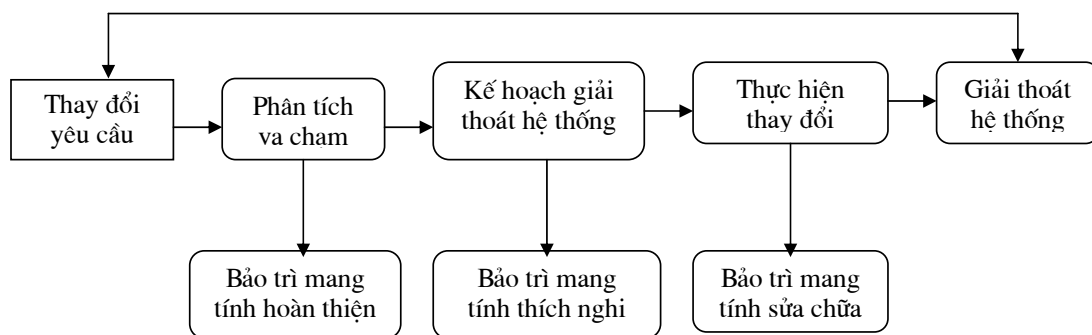 Thay đổi
yêu cầu
Phân tích
va chạm
Kế hoạch giải
thoát hệ thống
Thực hiện
thay đổi
Giải thoát
hệ thống
Bảo trì mang
tính hoàn thiện
Bảo trì mang
tính thích nghi
Bảo trì mang
tính sửa chữa